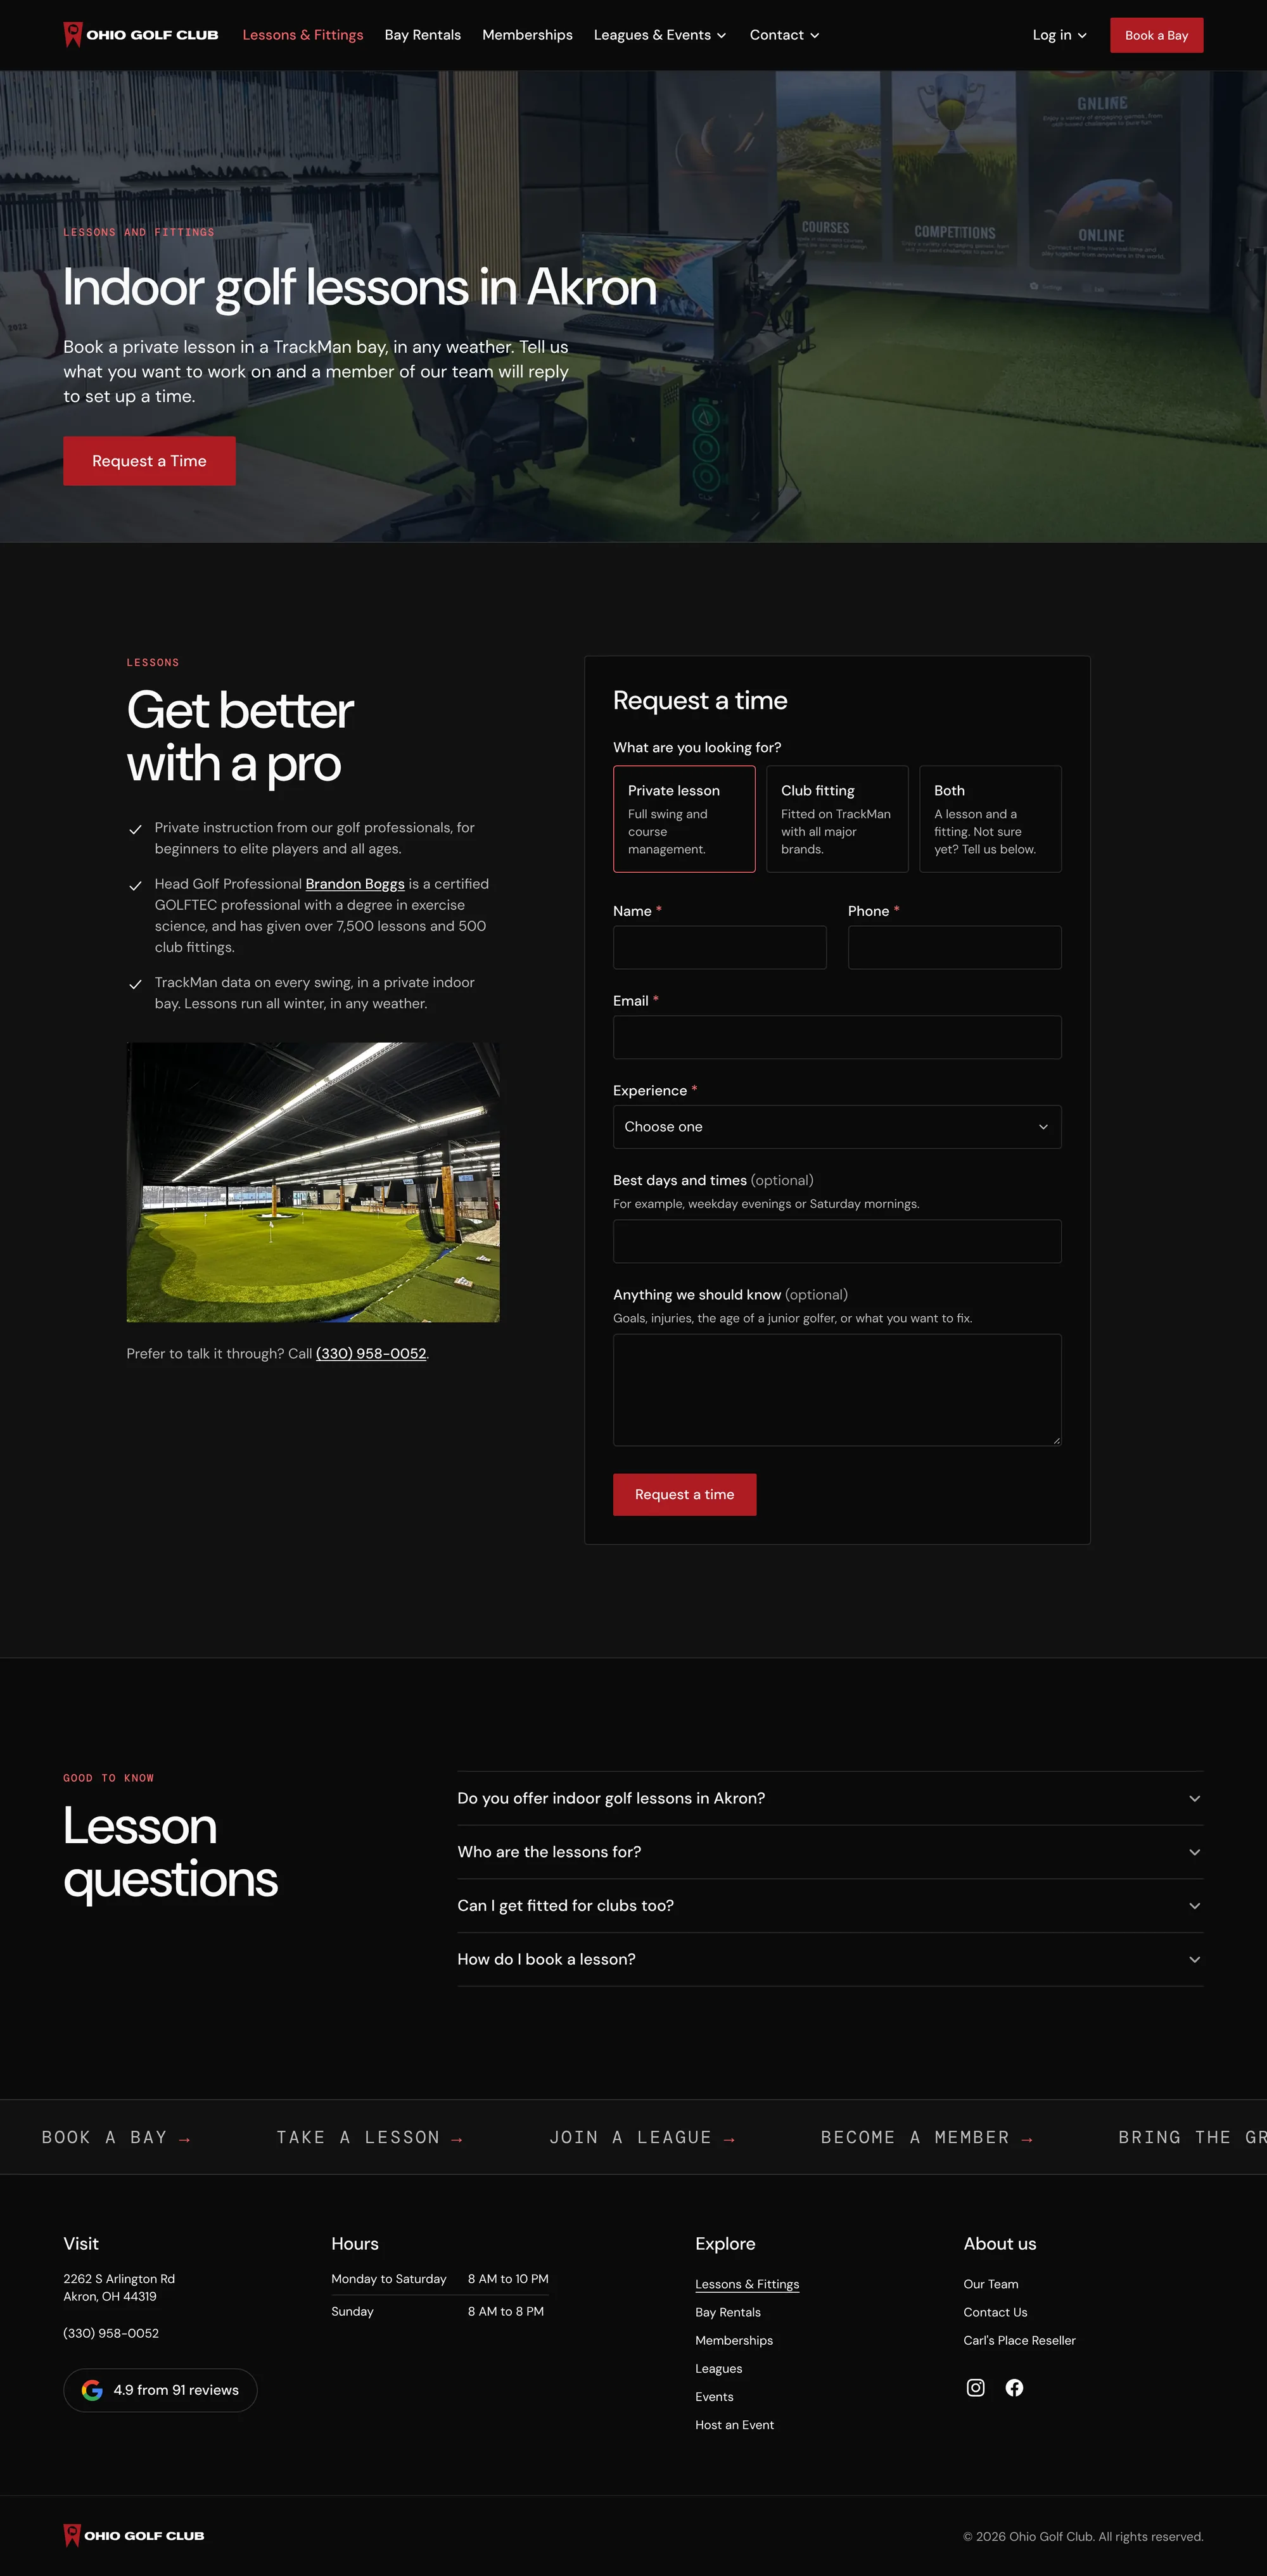 OHIO GOLF CLUB
Lessons & Fittings
Bay Rentals
Memberships
Leagues & Events
Contact
Log in
Book a Bay
GNLINE
COURSES
COMPETITIONS
ONLINE
2022
LESSONS AND FITTINGS
Indoor golf lessons in Akron
Book a private lesson in a TrackMan bay, in any weather. Tell us
what you want to work on and a member of our team will reply
to set up a time.
Request a Time
LESSONS
Get better
with a pro
Private instruction from our golf professionals, for
beginners to elite players and all ages.
Head Golf Professional Brandon Boggs is a certified
GOLFTEC professional with a degree in exercise
science, and has given over 7,500 lessons and 500
club fittings.
TrackMan data on every swing, in a private indoor
bay. Lessons run all winter, in any weather.
Prefer to talk it through? Call (330) 958-0052.
Request a time
What are you looking for?
Private lesson
Full swing and
course
management.
Club fitting
Fitted on TrackMan
with all major
brands.
Both
A lesson and a
fitting. Not sure
yet? Tell us below.
Name *
Phone *
Email *
Experience *
Choose one
Best days and times (optional)
For example, weekday evenings or Saturday mornings.
Anything we should know (optional)
Goals, injuries, the age of a junior golfer, or what you want to fix.
Request a time
GOOD TO KNOW
Lesson
questions
Do you offer indoor golf lessons in Akron?
Who are the lessons for?
Can I get fitted for clubs too?
How do I book a lesson?
BOOK A BAY →
TAKE A LESSON →
JOIN A LEAGUE →
BECOME A MEMBER →
BRING THE GR
Visit
2262 S Arlington Rd
Akron, OH 44319
(330) 958-0052
4.9 from 91 reviews
Hours
Monday to Saturday 8 AM to 10 PM
Sunday 8 AM to 8 PM
Explore
Lessons & Fittings
Bay Rentals
Memberships
Leagues
Events
Host an Event
About us
Our Team
Contact Us
Carl's Place Reseller
OHIO GOLF CLUB
© 2026 Ohio Golf Club. All rights reserved.